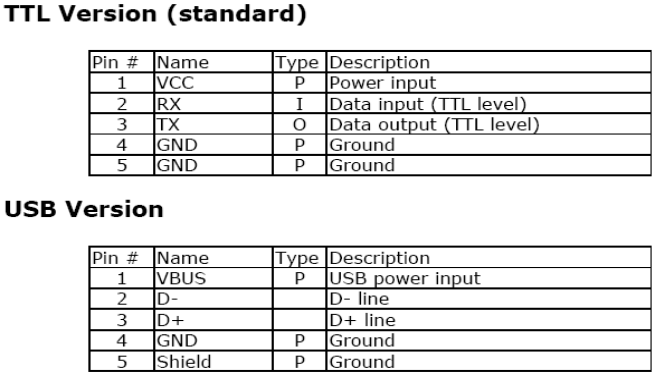 TTL Version (standard)
Pin # Name Type Description
1 VCC P Power input
2 RX I Data input (TTL level)
3 TX O Data output (TTL level)
4 GND P Ground
5 GND P Ground
USB Version
Pin # Name Type Description
1 VBUS P USB power input
2 D- D- line
3 D+ D+ line
4 GND P Ground
5 Shield P Ground